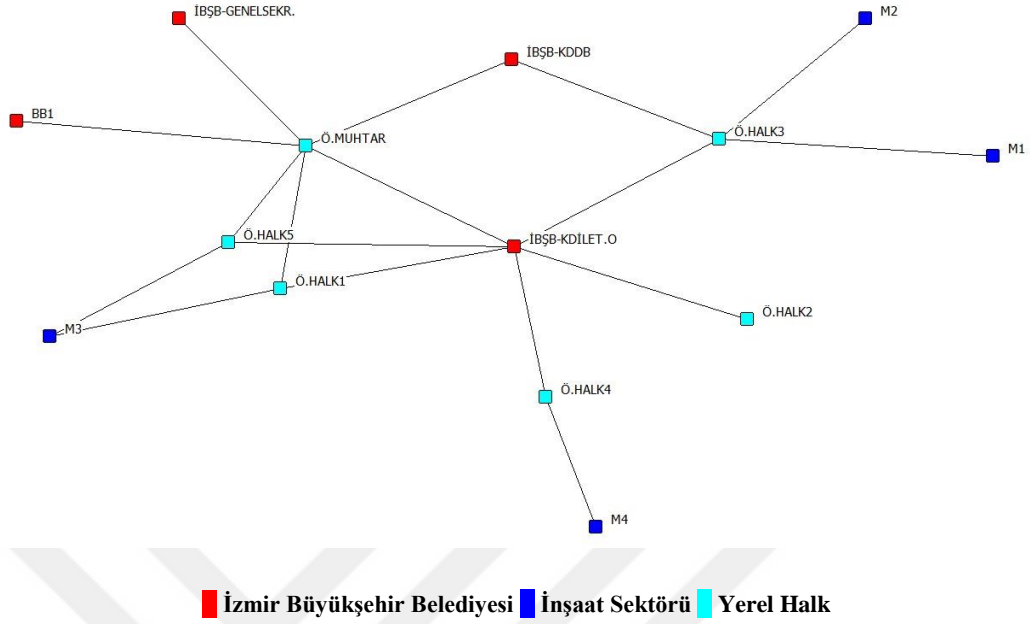 İBŞB-GENELSEKR.
M2
İBŞB-KDDB
BB1
Ö.MUHTAR
Ö.HALK3
M1
Ö.HALK5
İBŞB-KDİLET.O
Ö.HALK1
Ö.HALK2
M3
Ö.HALK4
M4
İzmir Büyükşehir Belediyesi İnşaat Sektörü Yerel Halk